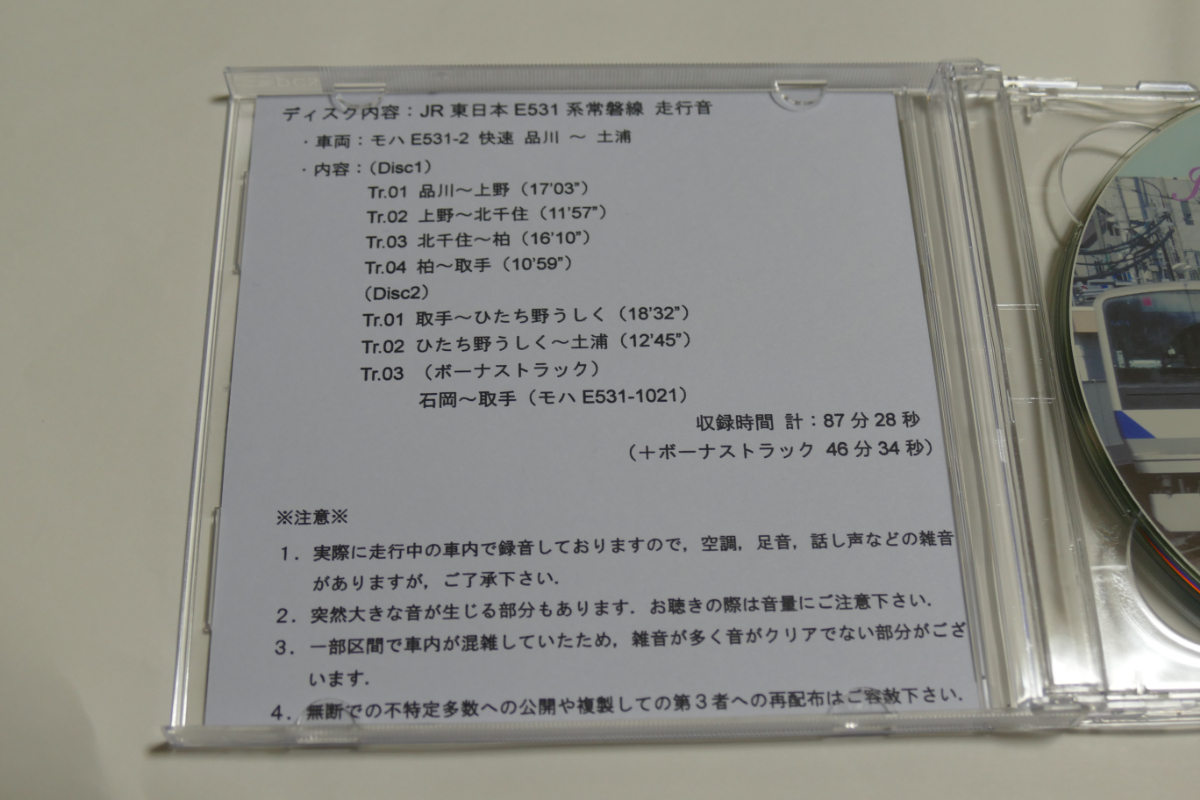 ディスク内容：JR 東日本 E531 系常磐線 走行音
・車両：モハ E531-2 快速 品川 ～ 土浦
・内容：（Disc1）
Tr.01 品川～上野（17'03"）
Tr.02 上野～北千住（11'57"）
Tr.03 北千住～柏（16'10"）
Tr.04 柏～取手（10'59"）
（Disc2）
Tr.01 取手～ひたち野うしく（18'32"）
Tr.02 ひたち野うしく～土浦（12'45"）
Tr.03 （ボーナストラック）
石岡～取手（モハ E531-1021）
収録時間 計：87 分 28 秒
（＋ボーナストラック 46 分 34 秒）
※注意※
1．実際に走行中の車内で録音しておりますので，空調，足音，話し声などの雑音
がありますが，ご了承下さい．
2．突然大きな音が生じる部分もあります．お聴きの際は音量にご注意下さい．
3．一部区間で車内が混雑していたため，雑音が多く音がクリアでない部分がござ
います．
4．無断での不特定多数への公開や複製しての第３者への再配布はご容赦下さい．